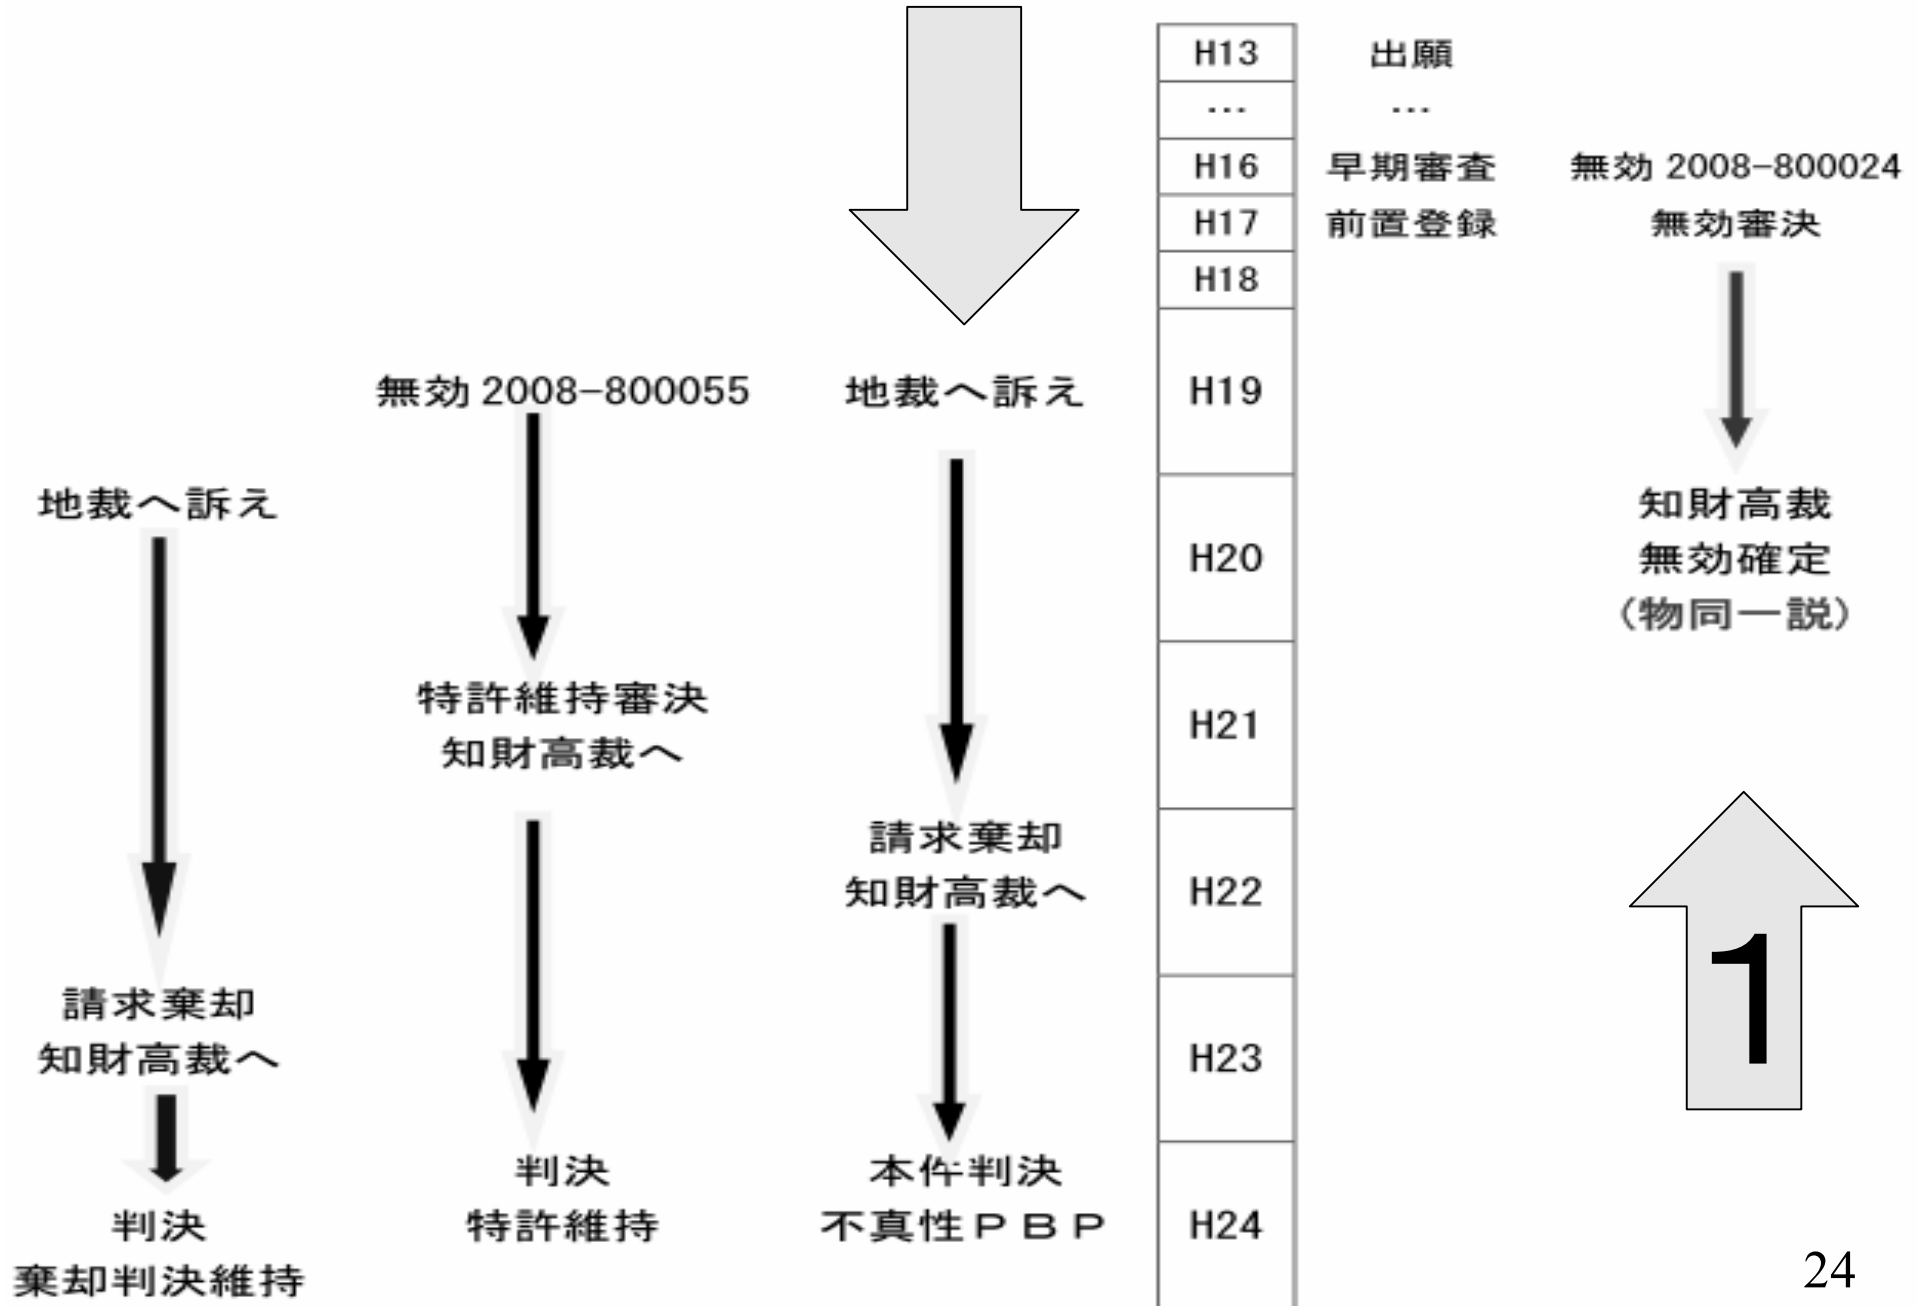 H13 出願
… …
H16 早期審査 無効 2008-800024
H17 前置登録 無効審決
H18
無効 2008-800055 地裁へ訴え H19
地裁へ訴え 知財高裁
H20 無効確定
(物同一説)
特許維持審決
知財高裁へ H21
請求棄却
知財高裁へ H22
1
請求棄却
知財高裁へ H23
判決 本件判決
判決 特許維持 不真性PBP H24
棄却判決維持
24